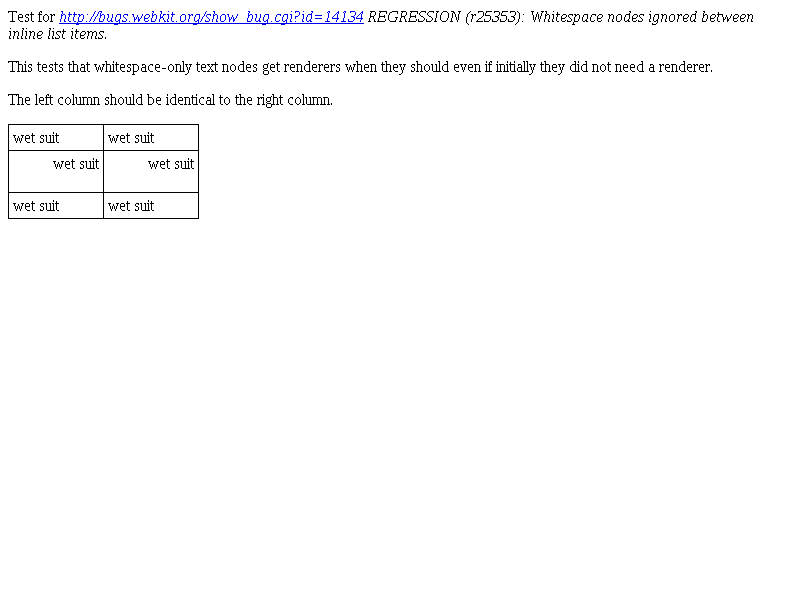 Test for http://bugs.webkit.org/show_bug.cgi?id=14134 REGRESSION (r25353): Whitespace nodes ignored between
inline list items.
This tests that whitespace-only text nodes get renderers when they should even if initially they did not need a renderer.
The left column should be identical to the right column.
wet suit wet suit
wet suit wet suit
wet suit wet suit